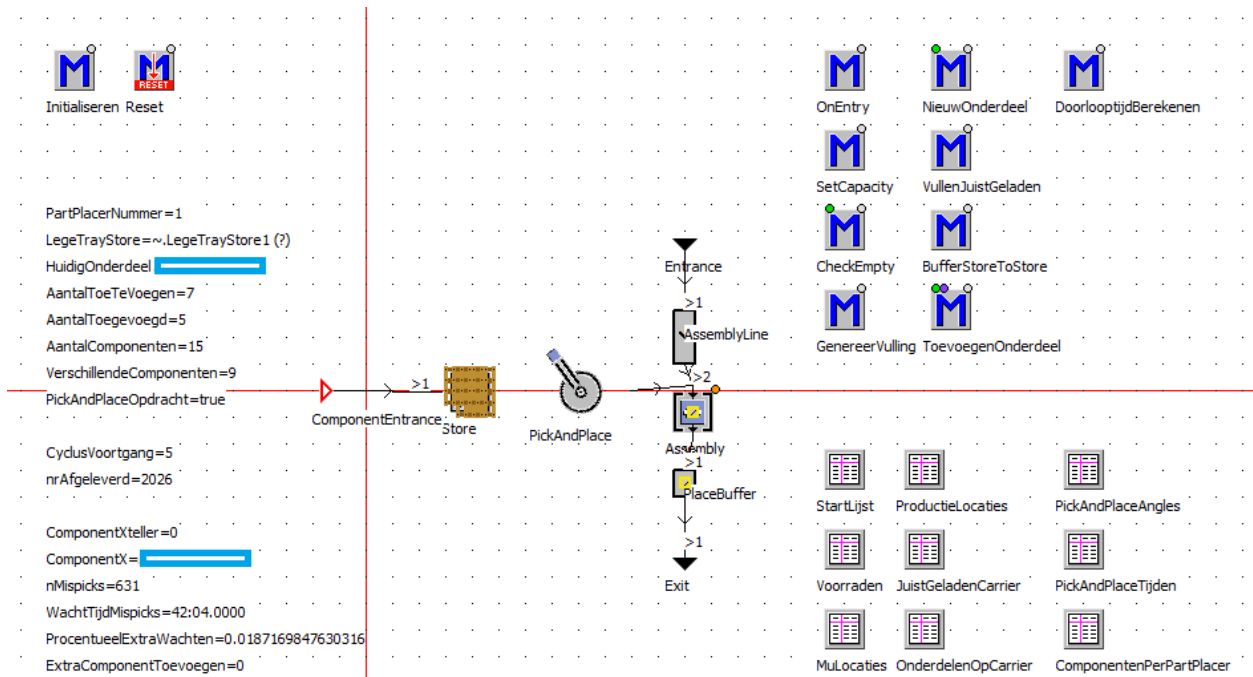 Initialiseren
Reset
RESET
OnEntry
NieuwOnderdeel
DoorlooptijdBerekenen
SetCapacity
VullenJuistGeladen
CheckEmpty
BufferStoreToStore
GenereerVulling
ToevoegenOnderdeel
PartPlacerNummer=1
LegeTrayStore=~.LegeTrayStore1 (?)
HuidigOnderdeel
AantalToeTeVoegen=7
AantalToegevoegd=5
AantalComponenten=15
VerschillendeComponenten=9
PickAndPlaceOpdracht=true
CyclusVoortgang=5
nrAfgeleverd=2026
ComponentXteller=0
ComponentX=
nMispicks=631
WachtTijdMispicks=42:04.0000
ProcentueelExtraWachten=0.0187169847630316
ExtraComponentToevoegen=0
ComponentEntrance
>1
Store
PickAndPlace
Entrance
>1
AssemblyLine
>2
Assembly
>1
PlaceBuffer
>1
Exit
StartLijst
ProductieLocaties
PickAndPlaceAngles
Voorraden
JuistGeladenCarrier
PickAndPlaceTijden
MuLocaties
OnderdelenOpCarrier
ComponentenPerPartPlacer